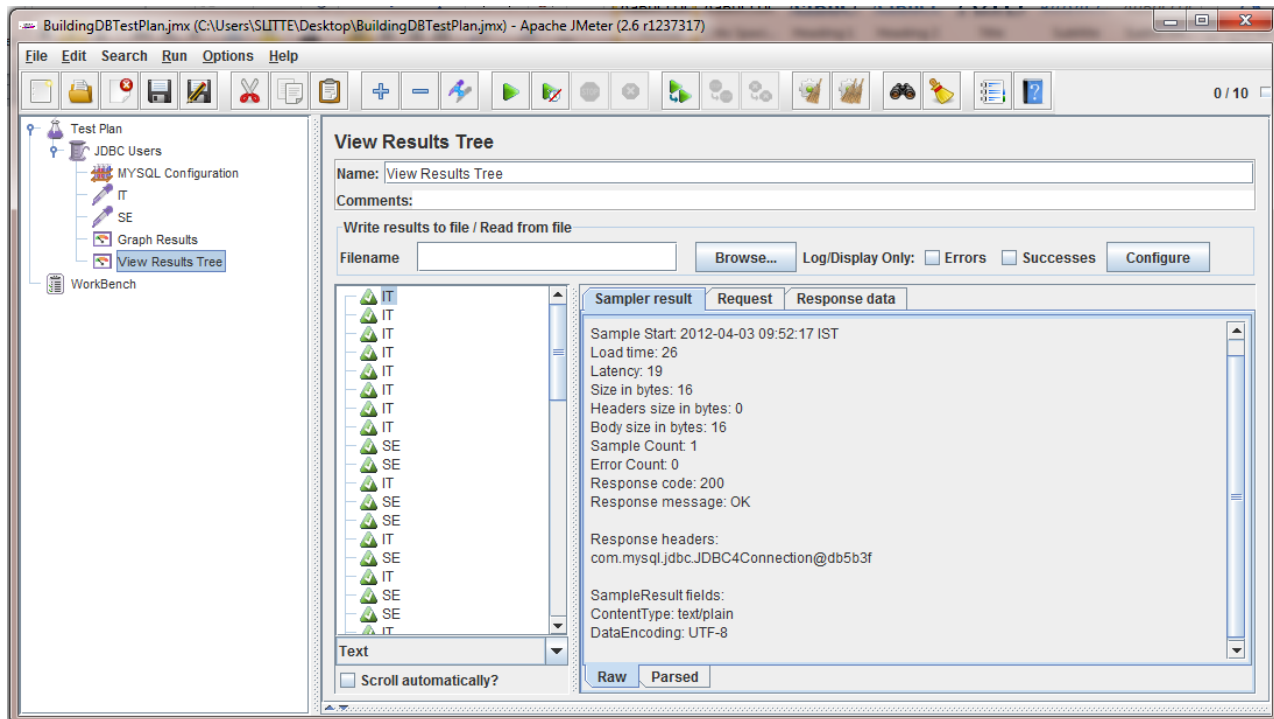 BuildingDBTestPlan.jmx (C:\Users\SLITTE\Desktop\BuildingDBTestPlan.jmx) - Apache JMeter (2.6 r1237317)
File Edit Search Run Options Help
0 / 10
Test Plan
JDBC Users
MYSQL Configuration
IT
SE
Graph Results
View Results Tree
WorkBench
View Results Tree
Name: View Results Tree
Comments:
Write results to file / Read from file
Filename Browse... Log/Display Only: Errors Successes Configure
IT
IT
IT
IT
IT
IT
IT
IT
SE
SE
IT
SE
SE
IT
SE
IT
SE
SE
IT
Text
Scroll automatically?
Sampler result Request Response data
Sample Start: 2012-04-03 09:52:17 IST
Load time: 26
Latency: 19
Size in bytes: 16
Headers size in bytes: 0
Body size in bytes: 16
Sample Count: 1
Error Count: 0
Response code: 200
Response message: OK
Response headers:
com.mysql.jdbc.JDBC4Connection@db5b3f
SampleResult fields:
ContentType: text/plain
DataEncoding: UTF-8
Raw Parsed